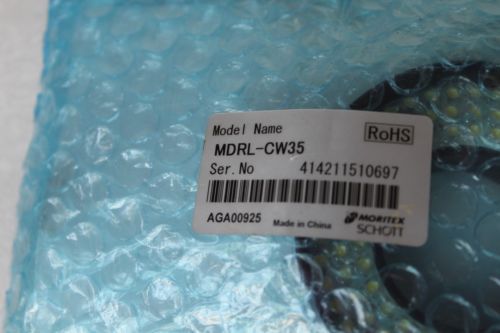 Model Name RoHS
MDRL-CW35
Ser.No 414211510697
AGA00925 Made in China MORITEX
SCHOTT